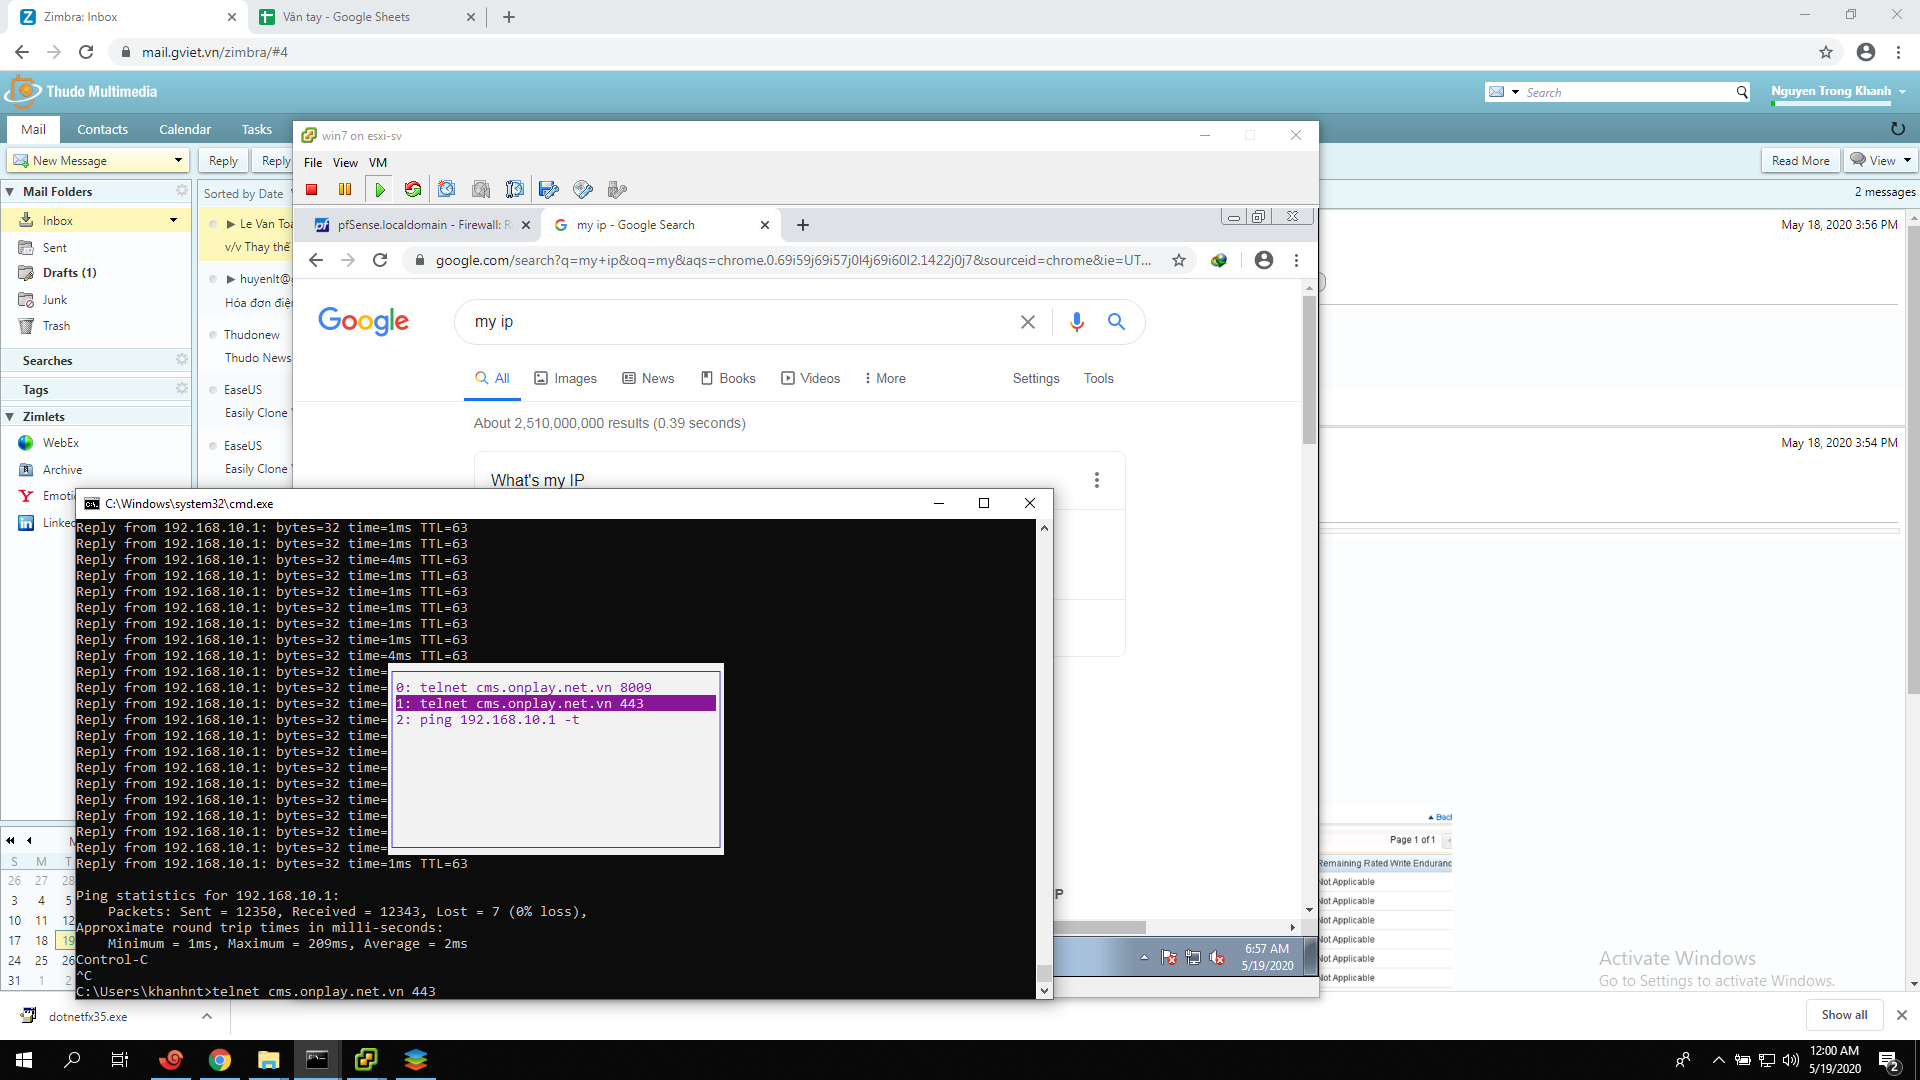 Zimbra: Inbox
Vân tay - Google Sheets
mail.gviet.vn/zimbra/#4
Thudo Multimedia
Search
Nguyen Trong Khanh
Mail
Contacts
Calendar
Tasks
New Message
Reply
Reply
Read More
View
Mail Folders
Sorted by Date
2 messages
Inbox
Sent
Drafts (1)
Junk
Trash
Searches
Tags
Zimlets
WebEx
Archive
▶ Le Van Toa
v/v Thay thế
▶ huyenlt@
Hóa đơn điệ
Thudonew
Thudo News
EaseUS
Easily Clone
EaseUS
Easily Clone
May 18, 2020 3:56 PM
May 18, 2020 3:54 PM
win7 on esxi-sv
File
View
VM
pfSense.localdomain - Firewall: R
my ip - Google Search
google.com/search?q=my+ip&oq=my&aqs=chrome.0.69i59j69i57j0l4j69i60l2.1422j0j7&sourceid=chrome&ie=UT...
Google
my ip
All
Images
News
Books
Videos
More
Settings
Tools
About 2,510,000,000 results (0.39 seconds)
What's my IP
C:\Windows\system32\cmd.exe
Reply from 192.168.10.1: bytes=32 time=1ms TTL=63
Reply from 192.168.10.1: bytes=32 time=1ms TTL=63
Reply from 192.168.10.1: bytes=32 time=4ms TTL=63
Reply from 192.168.10.1: bytes=32 time=1ms TTL=63
Reply from 192.168.10.1: bytes=32 time=1ms TTL=63
Reply from 192.168.10.1: bytes=32 time=1ms TTL=63
Reply from 192.168.10.1: bytes=32 time=1ms TTL=63
Reply from 192.168.10.1: bytes=32 time=1ms TTL=63
Reply from 192.168.10.1: bytes=32 time=4ms TTL=63
Reply from 192.168.10.1: bytes=32 time=
Reply from 192.168.10.1: bytes=32 time=
Reply from 192.168.10.1: bytes=32 time=
Reply from 192.168.10.1: bytes=32 time=
Reply from 192.168.10.1: bytes=32 time=
Reply from 192.168.10.1: bytes=32 time=
Reply from 192.168.10.1: bytes=32 time=
Reply from 192.168.10.1: bytes=32 time=
Reply from 192.168.10.1: bytes=32 time=
Reply from 192.168.10.1: bytes=32 time=
Reply from 192.168.10.1: bytes=32 time=
Reply from 192.168.10.1: bytes=32 time=
Reply from 192.168.10.1: bytes=32 time=1ms TTL=63
0: telnet cms.onplay.net.vn 8009
1: telnet cms.onplay.net.vn 443
2: ping 192.168.10.1 -t
Ping statistics for 192.168.10.1:
Packets: Sent = 12350, Received = 12343, Lost = 7 (0% loss),
Approximate round trip times in milli-seconds:
Minimum = 1ms, Maximum = 209ms, Average = 2ms
Control-C
^C
C:\Users\khanhnt>telnet cms.onplay.net.vn 443
S M T
26 27 28
3 4 5
10 11 12
17 18 19
24 25 26
31 1 2
Back
Page 1 of 1
Remaining Rated Write Enduranc
Not Applicable
Not Applicable
Not Applicable
Not Applicable
Not Applicable
Not Applicable
6:57 AM
5/19/2020
Activate Windows
Go to Settings to activate Windows.
dotnetfx35.exe
Show all
12:00 AM
5/19/2020
2